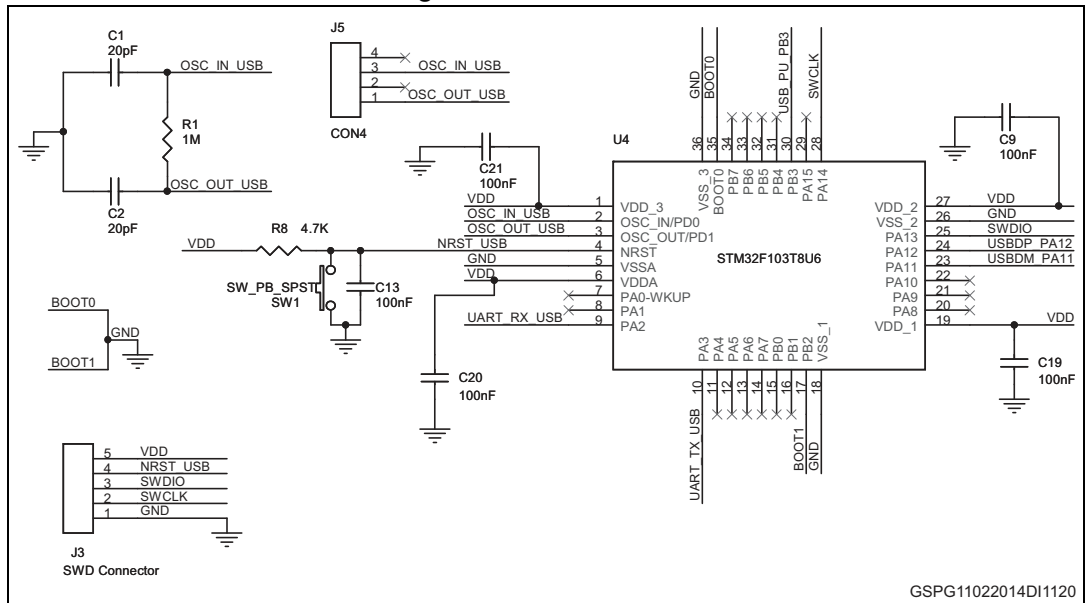 C1
20pF
OSC_IN_USB
R1
1M
OSC_OUT_USB
C2
20pF
J5
4
3 OSC_IN_USB
2
1 OSC_OUT_USB
CON4
C21
100nF
VDD
OSC_IN_USB
OSC_OUT_USB
VDD
R8 4.7K
NRST_USB
GND
VDD
SW_PB_SPST
SW1
C13
100nF
UART_RX_USB
C20
100nF
BOOT0
GND
BOOT1
5 VDD
4 NRST_USB
3 SWDIO
2 SWCLK
1 GND
J3
SWD Connector
U4
GND
BOOT0
USB_PU_PB3
SWCLK
36 VSS_3
35 BOOT0
34 PB7
33 PB6
32 PB5
31 PB4
30 PB3
29 PA15
28 PA14
1 VDD_3
2 OSC_IN/PD0
3 OSC_OUT/PD1
4 NRST
5 VSSA
6 VDDA
7 PA0-WKUP
8 PA1
9 PA2
STM32F103T8U6
VDD_2 27 VDD
VSS_2 26 GND
PA13 25 SWDIO
PA12 24 USBDP_PA12
PA11 23 USBDM_PA11
PA10 22
PA9 21
PA8 20
VDD_1 19 VDD
10 PA3
11 PA4
12 PA5
13 PA6
14 PA7
15 PB0
16 PB1
17 PB2
18 VSS_1
UART_TX_USB
BOOT1
GND
C9
100nF
C19
100nF
GSPG11022014DI1120